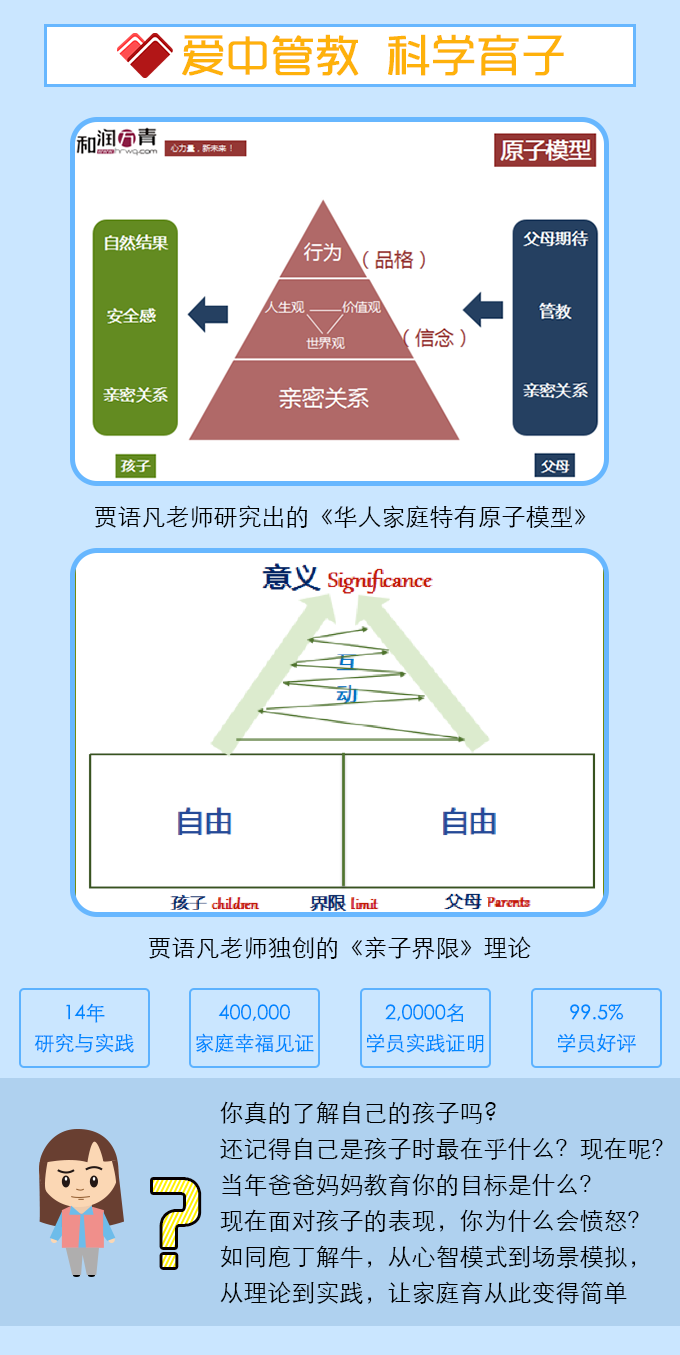 爱中管教 科学育子
和润万青
www.hrwq.com
心力量，新未来！
原子模型
自然结果
安全感
亲密关系
孩子
行为
（品格）
人生观
价值观
世界观
（信念）
亲密关系
父母期待
管教
亲密关系
父母
贾语凡老师研究出的《华人家庭特有原子模型》
意义 Significance
互
动
自由
自由
孩子 children
界限 limit
父母 Parents
贾语凡老师独创的《亲子界限》理论
14年
研究与实践
400,000
家庭幸福见证
2,0000名
学员实践证明
99.5%
学员好评
你真的了解自己的孩子吗?
还记得自己是孩子时最在乎什么? 现在呢?
当年爸爸妈妈教育你的目标是什么?
现在面对孩子的表现，你为什么会愤怒?
如同庖丁解牛，从心智模式到场景模拟，
从理论到实践，让家庭育从此变得简单
?